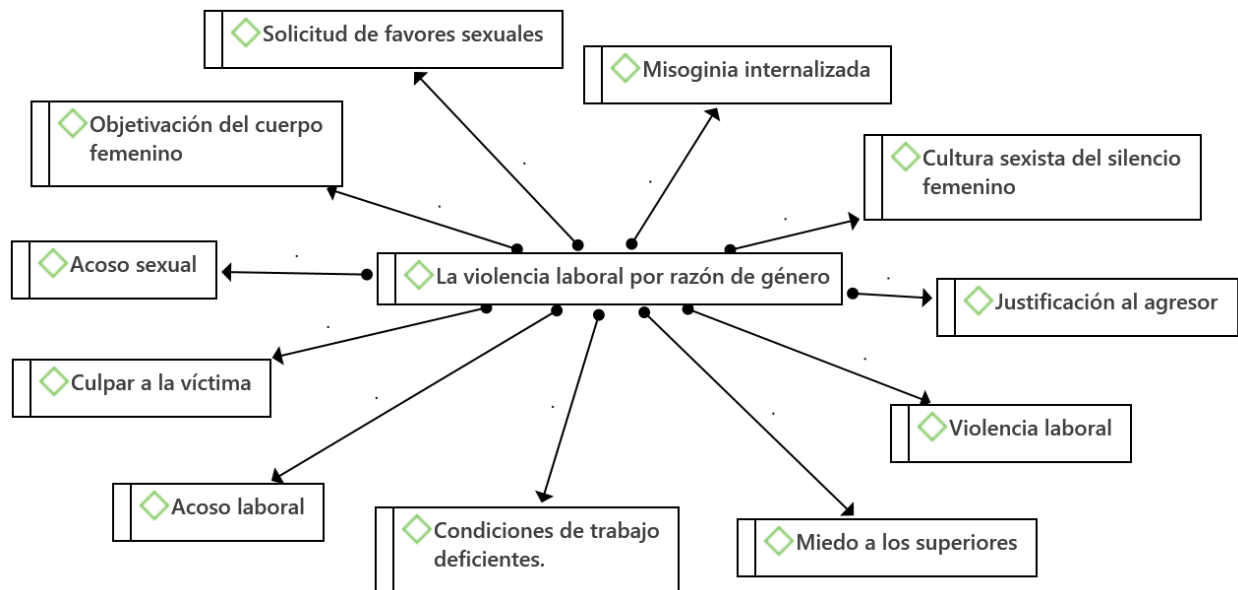 Solicitud de favores sexuales
Misoginia internalizada
Objetivación del cuerpo
femenino
Cultura sexista del silencio
femenino
Acoso sexual
La violencia laboral por razón de género
Justificación al agresor
Culpar a la víctima
Violencia laboral
Acoso laboral
Condiciones de trabajo
deficientes.
Miedo a los superiores